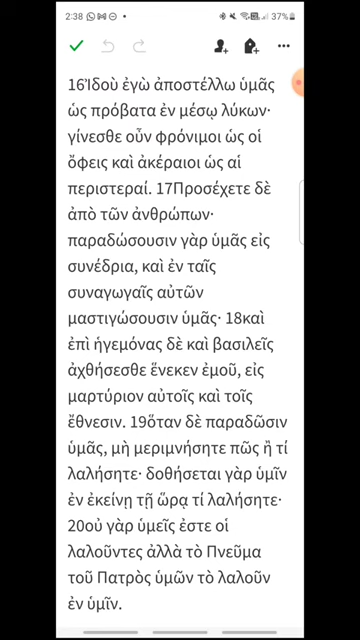 2:38
37%
16Ἰδοὺ ἐγὼ ἀποστέλλω ὑμᾶς
ὡς πρόβατα ἐν μέσῳ λύκων·
γίνεσθε οὖν φρόνιμοι ὡς οἱ
ὄφεις καὶ ἀκέραιοι ὡς αἱ
περιστεραί. 17Προσέχετε δὲ
ἀπὸ τῶν ἀνθρώπων·
παραδώσουσιν γὰρ ὑμᾶς εἰς
συνέδρια, καὶ ἐν ταῖς
συναγωγαῖς αὐτῶν
μαστιγώσουσιν ὑμᾶς· 18καὶ
ἐπὶ ἡγεμόνας δὲ καὶ βασιλεῖς
ἀχθήσεσθε ἕνεκεν ἐμοῦ, εἰς
μαρτύριον αὐτοῖς καὶ τοῖς
ἔθνεσιν. 19ὅταν δὲ παραδῶσιν
ὑμᾶς, μὴ μεριμνήσητε πῶς ἢ τί
λαλήσητε· δοθήσεται γὰρ ὑμῖν
ἐν ἐκείνῃ τῇ ὥρᾳ τί λαλήσητε·
20οὐ γὰρ ὑμεῖς ἐστε οἱ
λαλοῦντες ἀλλὰ τὸ Πνεῦμα
τοῦ Πατρὸς ὑμῶν τὸ λαλοῦν
ἐν ὑμῖν.